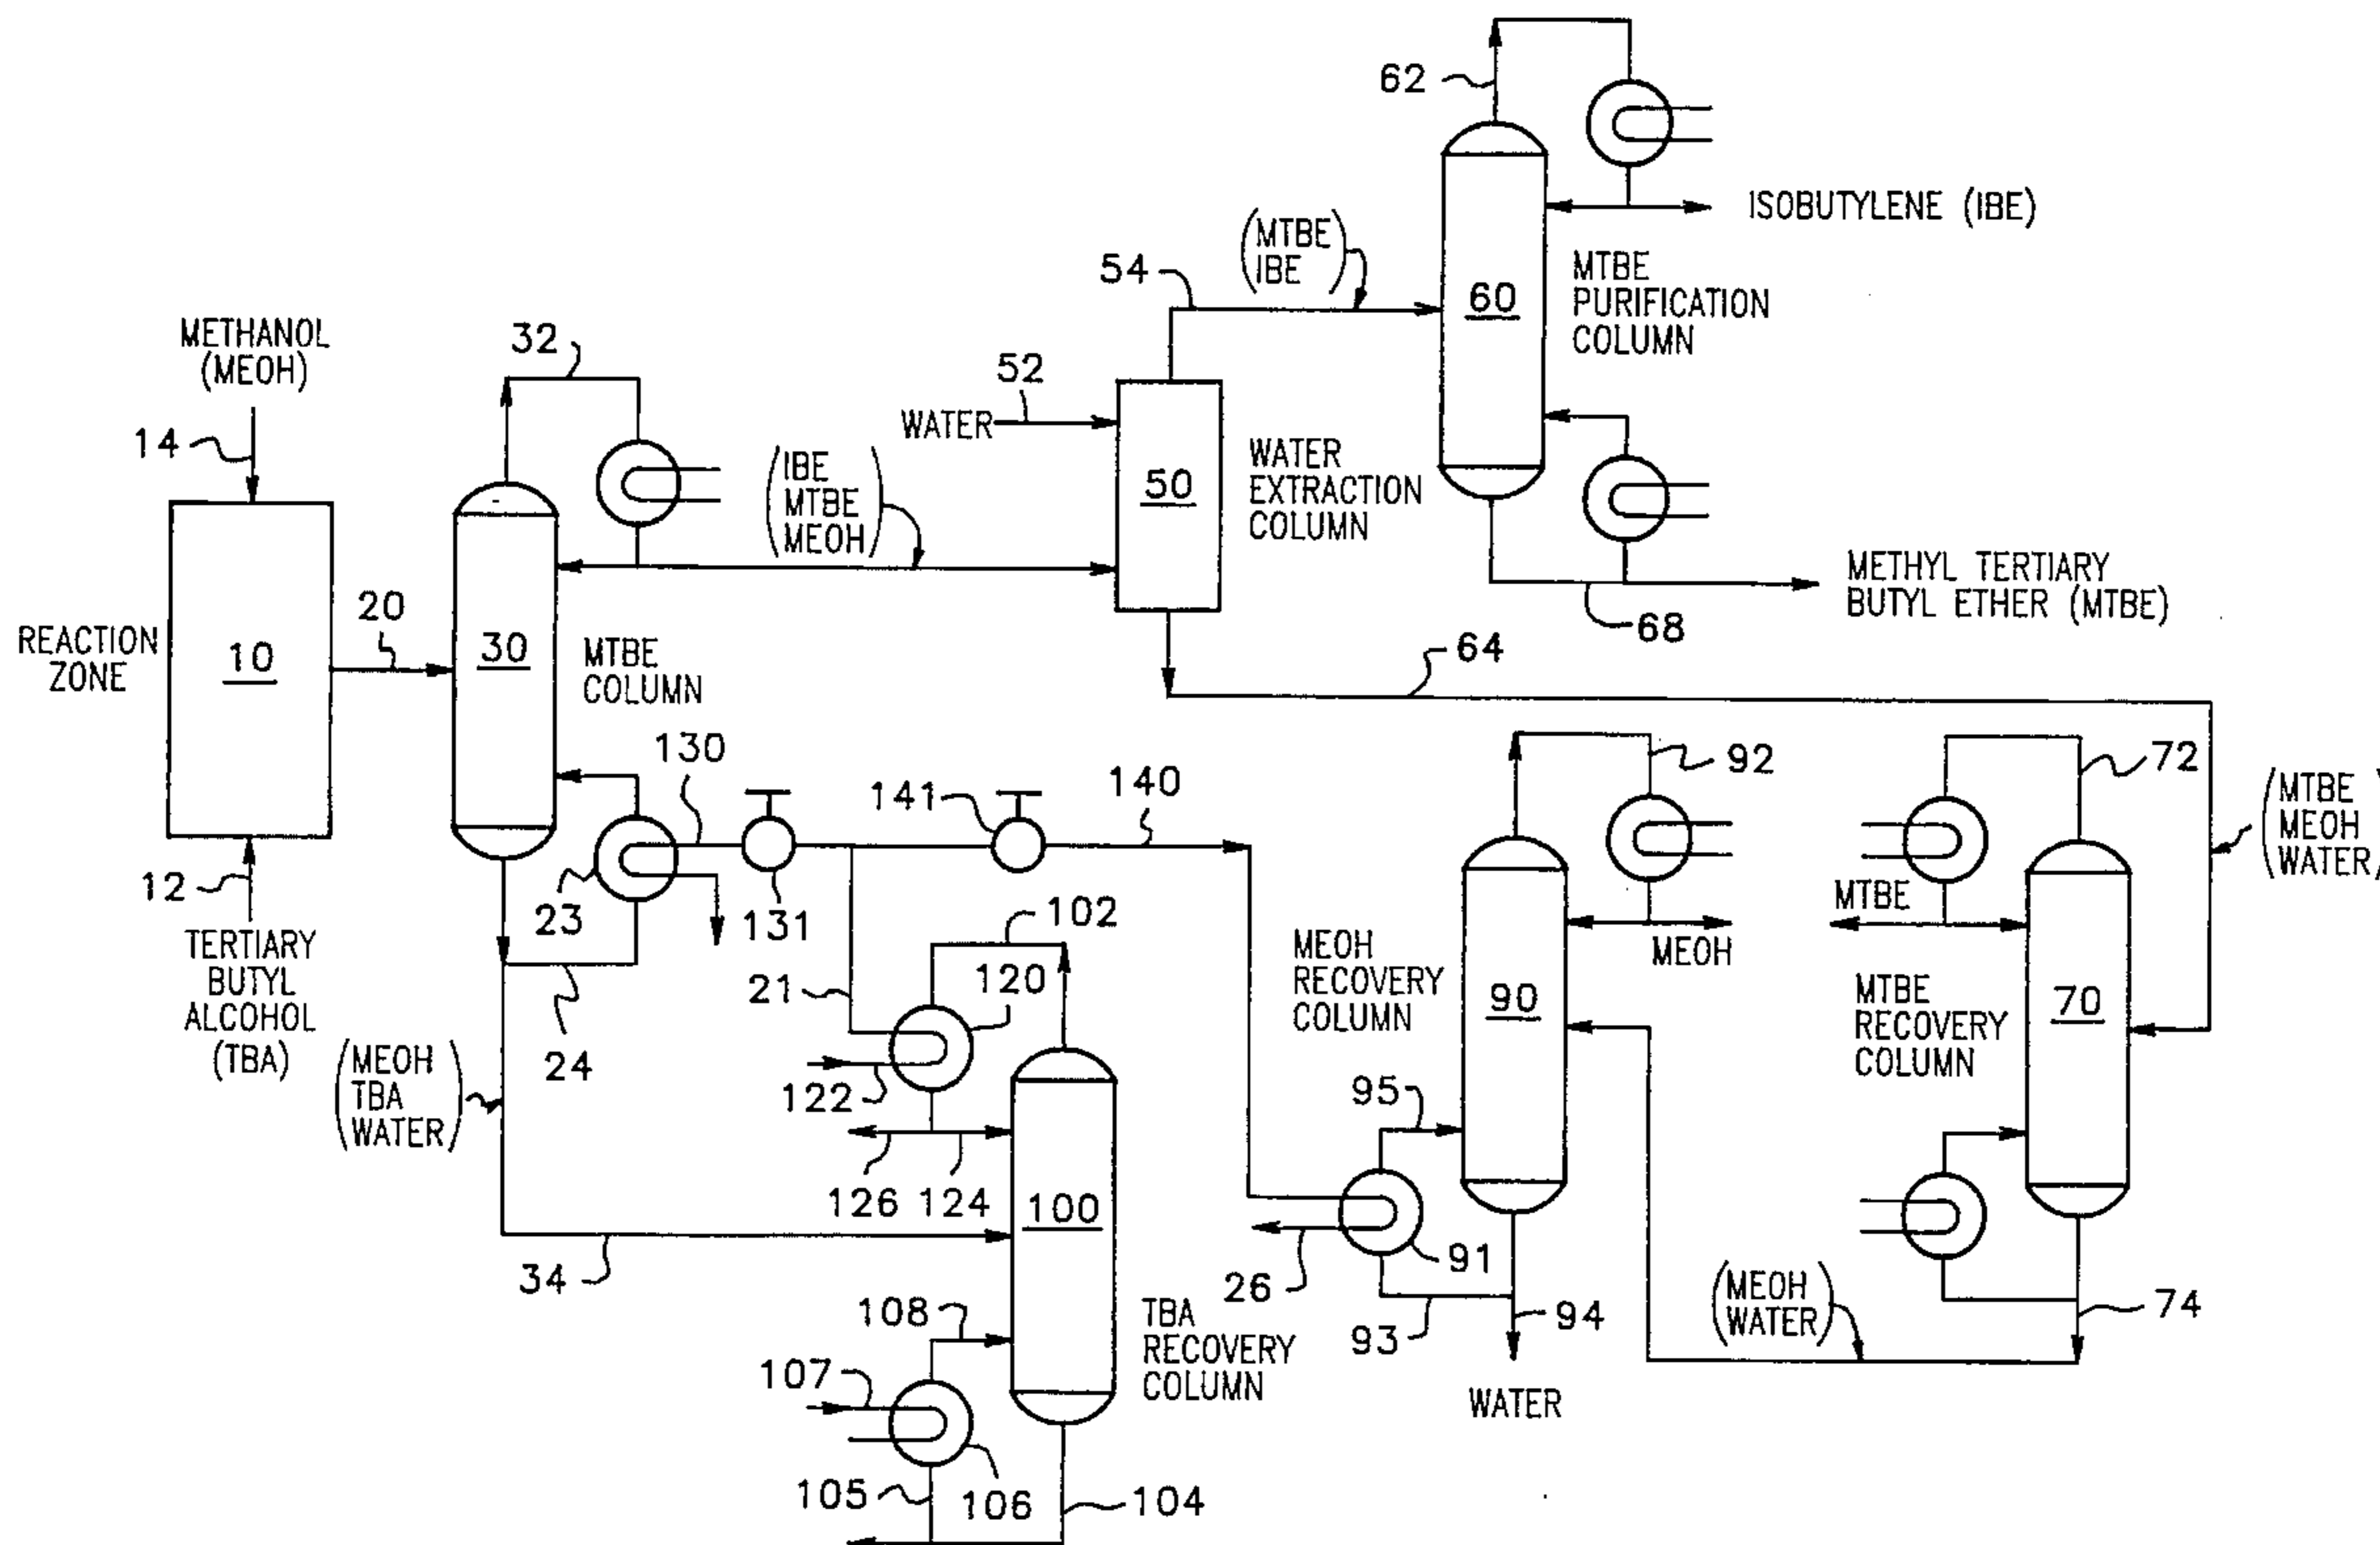 62
ISOBUTYLENE (IBE)
(MTBE
IBE)
54
60
MTBE
PURIFICATION
COLUMN
METHANOL
(MEOH)
32
52
WATER
14
(IBE
MTBE
MEOH)
50
WATER
EXTRACTION
COLUMN
METHYL TERTIARY
BUTYL ETHER (MTBE)
68
20
REACTION
ZONE
10
30
MTBE
COLUMN
64
130
141
140
92
72
(MTBE
MEOH
WATER)
12
23
131
102
MTBE
MEOH
TERTIARY
BUTYL
ALCOHOL
(TBA)
21
120
MEOH
RECOVERY
COLUMN
90
MTBE
RECOVERY
COLUMN
70
24
(MEOH
TBA
WATER)
122
95
126
124
100
34
26
91
108
TBA
RECOVERY
COLUMN
93
94
(MEOH
WATER)
74
107
WATER
105
106
104